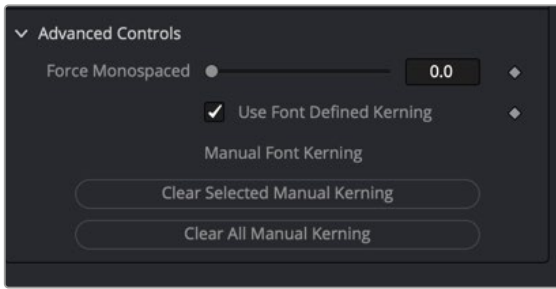 Advanced Controls
Force Monospaced 0.0
Use Font Defined Kerning
Manual Font Kerning
Clear Selected Manual Kerning
Clear All Manual Kerning